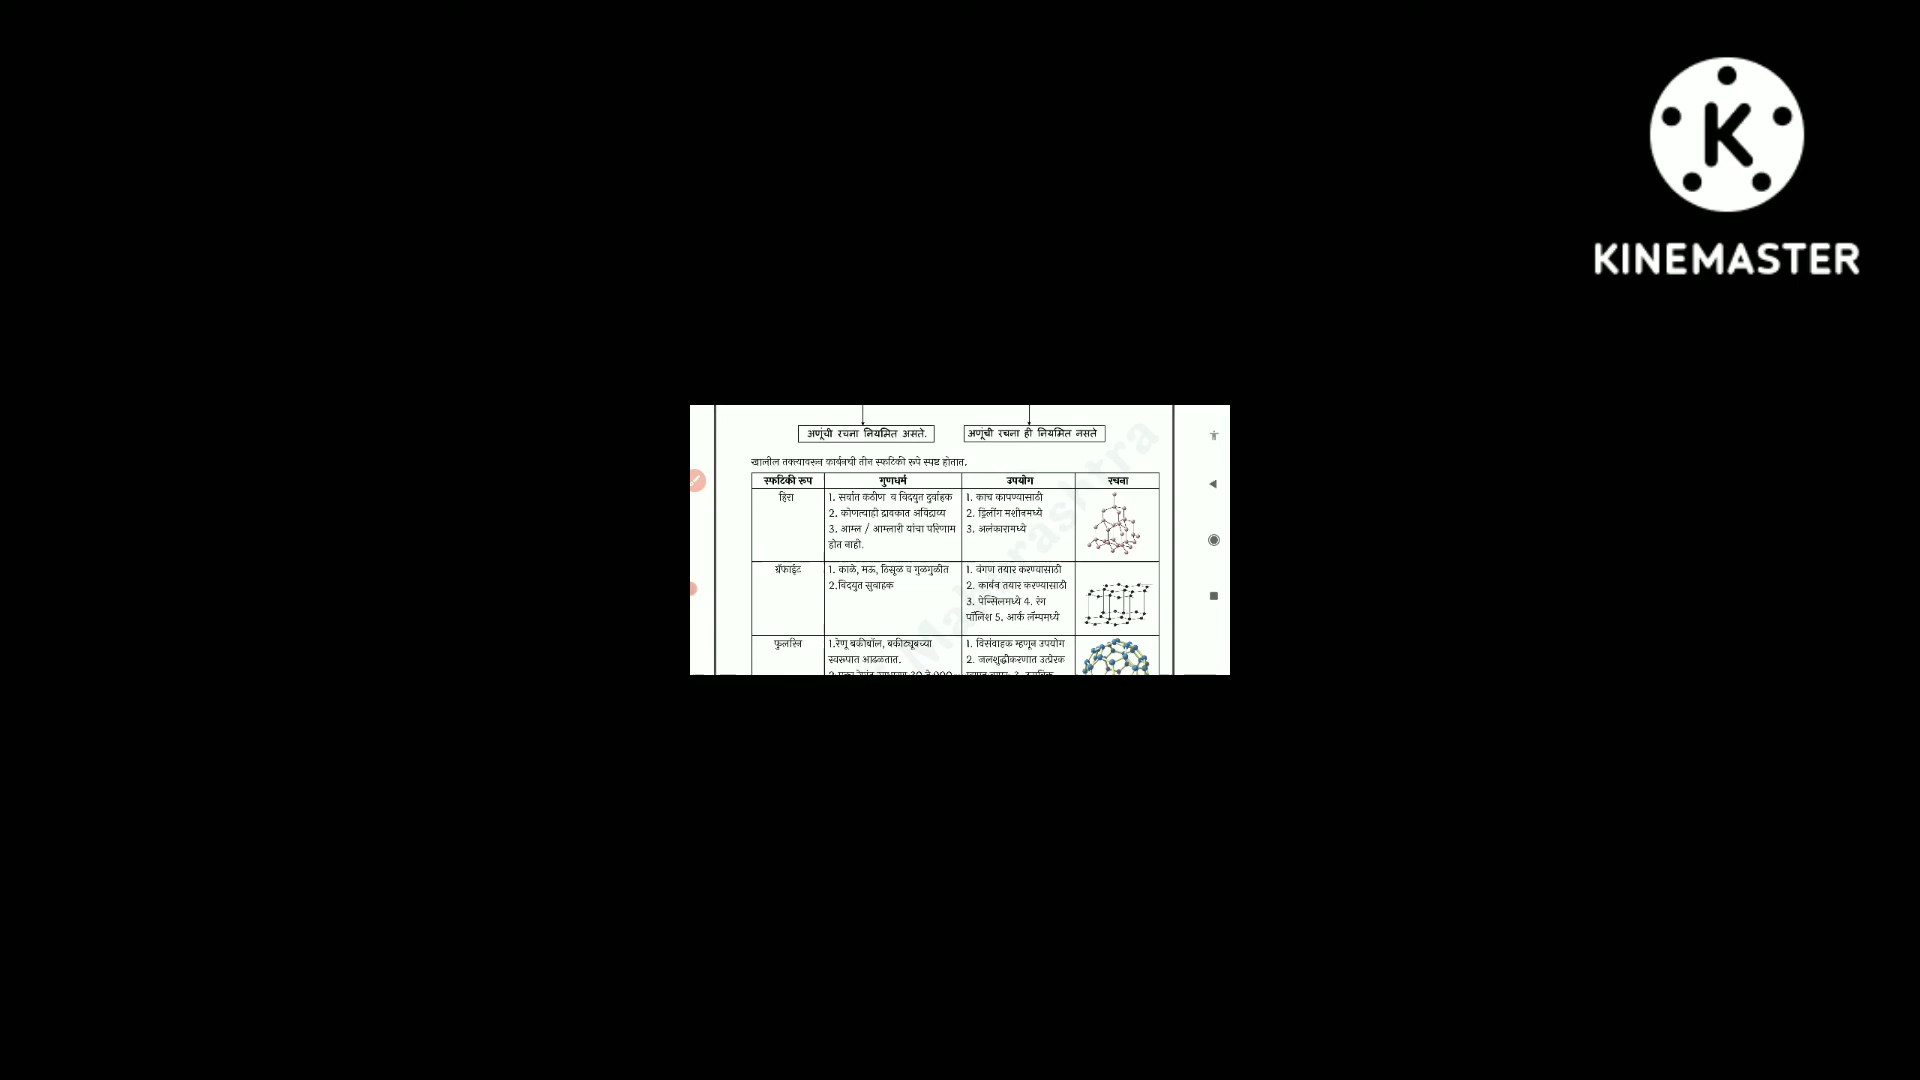 KINEMASTER
अणूंची रचना नियमित असते.
अणूंची रचना ही नियमित नसते
खालील तक्त्यावरून कार्बनची तीन स्फटिकी रूपे स्पष्ट होतात.
स्फटिकी रूप
गुणधर्म
उपयोग
रचना
हिरा
1. सर्वात कठीण व विदयुत दुर्वाहक
2. कोणत्याही द्रावकात अविद्राव्य
3. आम्ल / आम्लारी यांचा परिणाम
होत नाही.
1. काच कापण्यासाठी
2. ड्रिलींग मशीनमध्ये
3. अलंकारामध्ये
ग्रॅफाईट
1. काळे, मऊ, ठिसूळ व गुळगुळीत
2.विदयुत सुवाहक
1. वंगण तयार करण्यासाठी
2. कार्बन तयार करण्यासाठी
3. पेन्सिलमध्ये 4. रंग
पॉलिश 5. आर्क लॅम्पमध्ये
फुलरिन
1.रेणू बकीबॉल, बकीट्यूबच्या
स्वरूपात आढळतात.
1. विसंवाहक म्हणून उपयोग
2. जलशुद्धीकरणात उत्प्रेरक